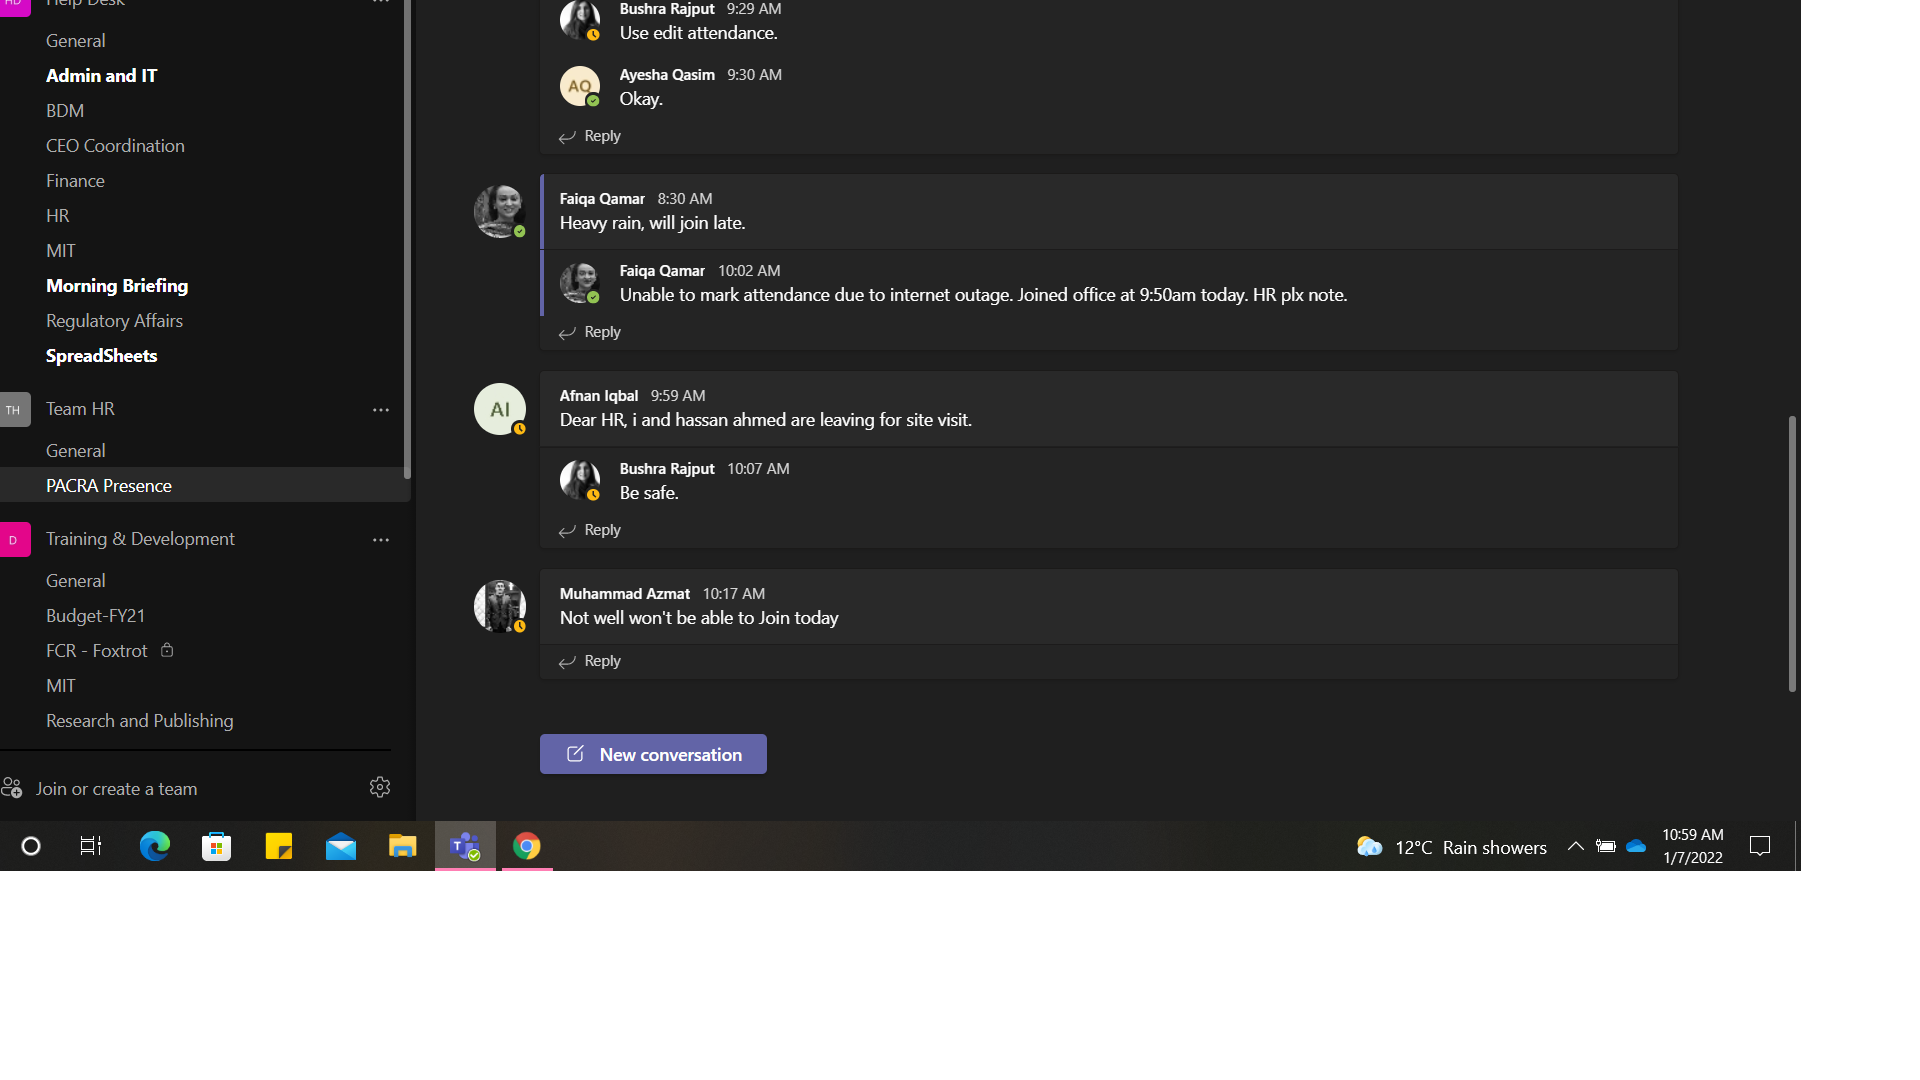 HD Help Desk
General
Admin and IT
BDM
CEO Coordination
Finance
HR
MIT
Morning Briefing
Regulatory Affairs
SpreadSheets
TH Team HR
General
PACRA Presence
D Training & Development
General
Budget-FY21
FCR - Foxtrot
MIT
Research and Publishing
Join or create a team
Bushra Rajput 9:29 AM
Use edit attendance.
AQ
Ayesha Qasim 9:30 AM
Okay.
Reply
Faiqa Qamar 8:30 AM
Heavy rain, will join late.
Faiqa Qamar 10:02 AM
Unable to mark attendance due to internet outage. Joined office at 9:50am today. HR plx note.
Reply
AI
Afnan Iqbal 9:59 AM
Dear HR, i and hassan ahmed are leaving for site visit.
Bushra Rajput 10:07 AM
Be safe.
Reply
Muhammad Azmat 10:17 AM
Not well won't be able to Join today
Reply
New conversation
T
12°C Rain showers
10:59 AM
1/7/2022